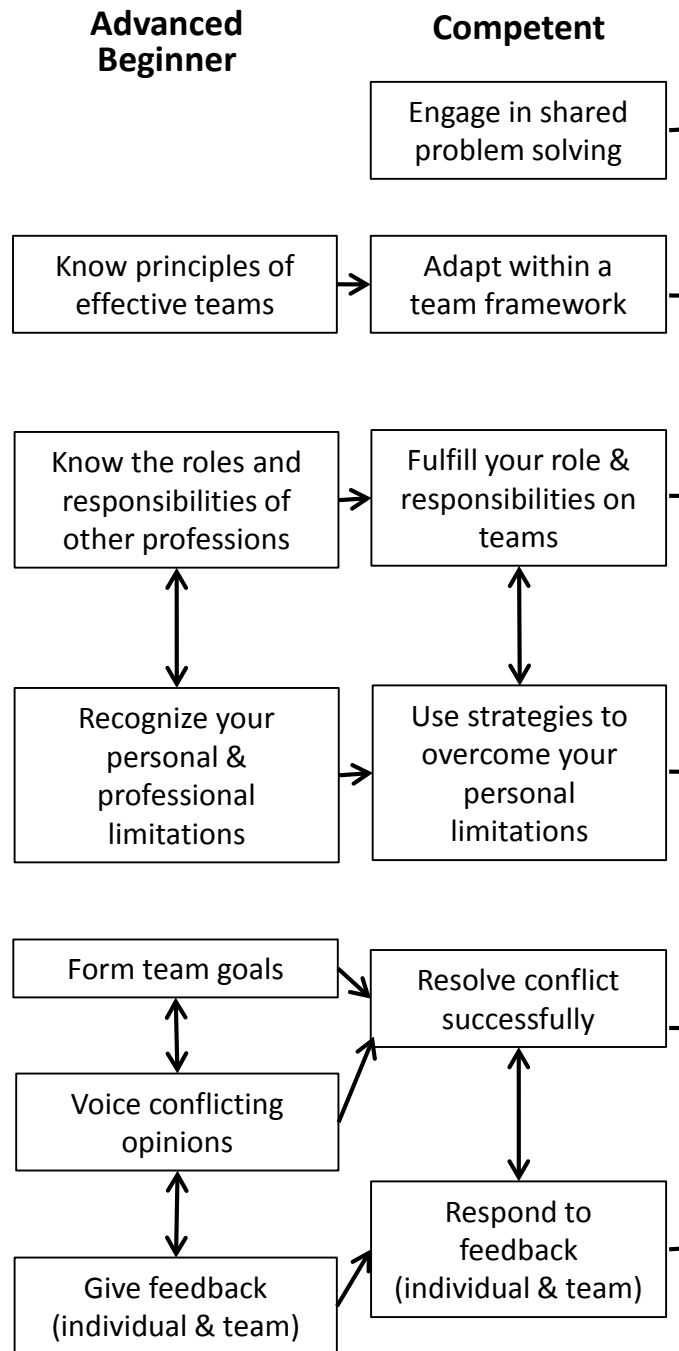 Advanced
Beginner
Competent
Engage in shared
problem solving
Know principles of
effective teams
Adapt within a
team framework
Know the roles and
responsibilities of
other professions
Fulfill your role &
responsibilities on
teams
Recognize your
personal &
professional
limitations
Use strategies to
overcome your
personal
limitations
Form team goals
Resolve conflict
successfully
Voice conflicting
opinions
Respond to
feedback
(individual & team)
Give feedback
(individual & team)